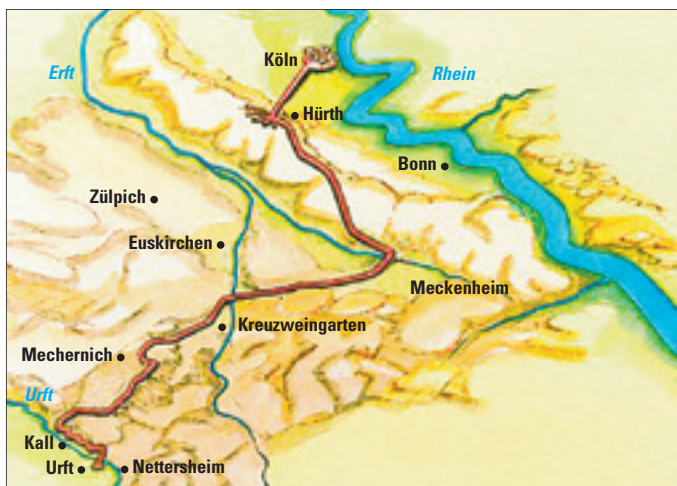 Köln
Erft
Rhein
Hürth
Bonn
Zülpich
Euskirchen
Meckenheim
Kreuzweingarten
Mechernich
Urft
Kall
Urft
Nettersheim